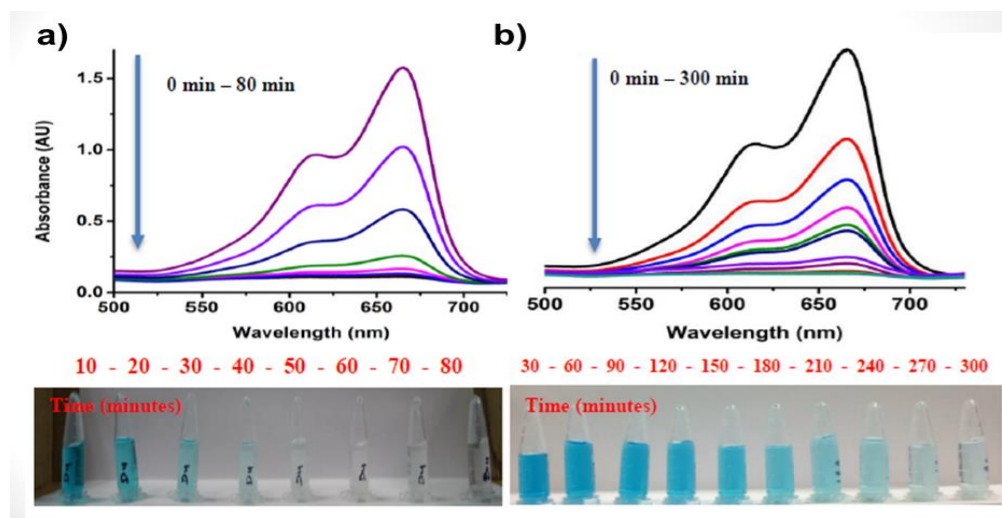 a)
0 min – 80 min
1.5
1.0
0.5
0.0
Absorbance (AU)
500 550 600 650 700
Wavelength (nm)
10 - 20 - 30 - 40 - 50 - 60 - 70 - 80
Time (minutes)
b)
0 min – 300 min
500 550 600 650 700
Wavelength (nm)
30 - 60 - 90 - 120 - 150 - 180 - 210 - 240 - 270 - 300
Time (minutes)